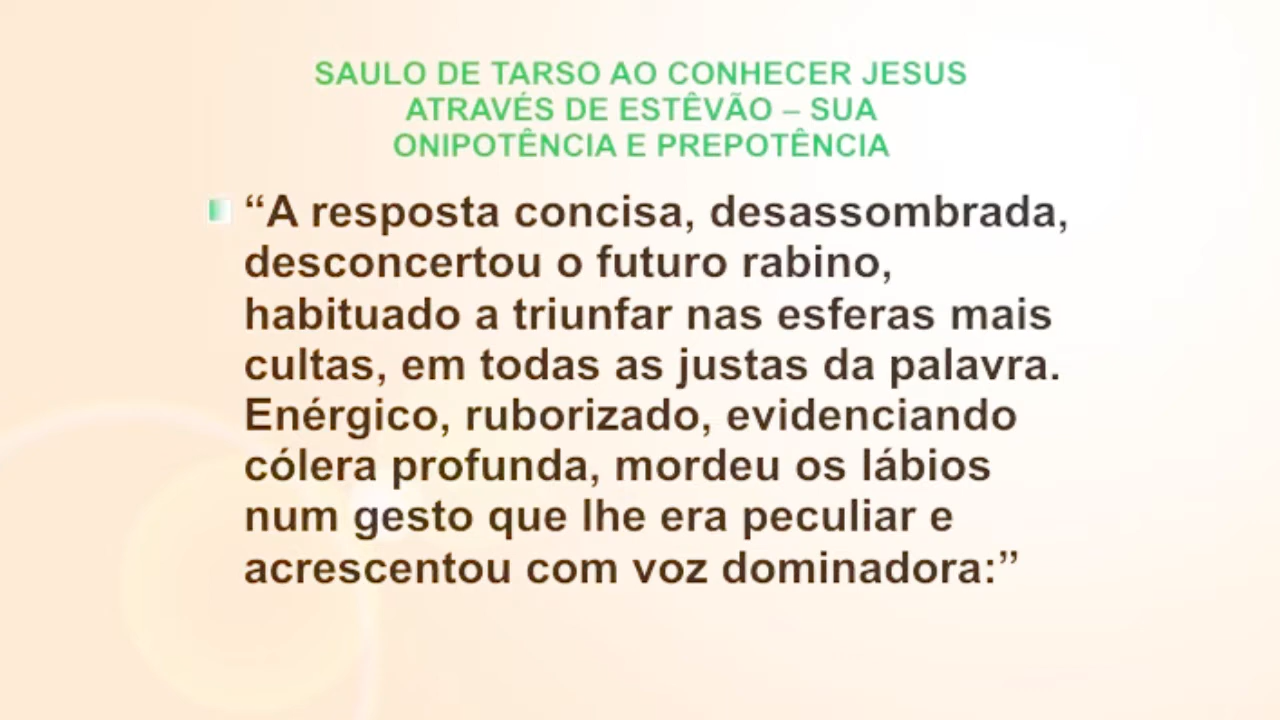 SAULO DE TARSO AO CONHECER JESUS
ATRAVÉS DE ESTÊVÃO – SUA
ONIPOTÊNCIA E PREPOTÊNCIA
“A resposta concisa, desassombrada,
desconcertou o futuro rabino,
habituado a triunfar nas esferas mais
cultas, em todas as justas da palavra.
Enérgico, ruborizado, evidenciando
cólera profunda, mordeu os lábios
num gesto que lhe era peculiar e
acrescentou com voz dominadora:”